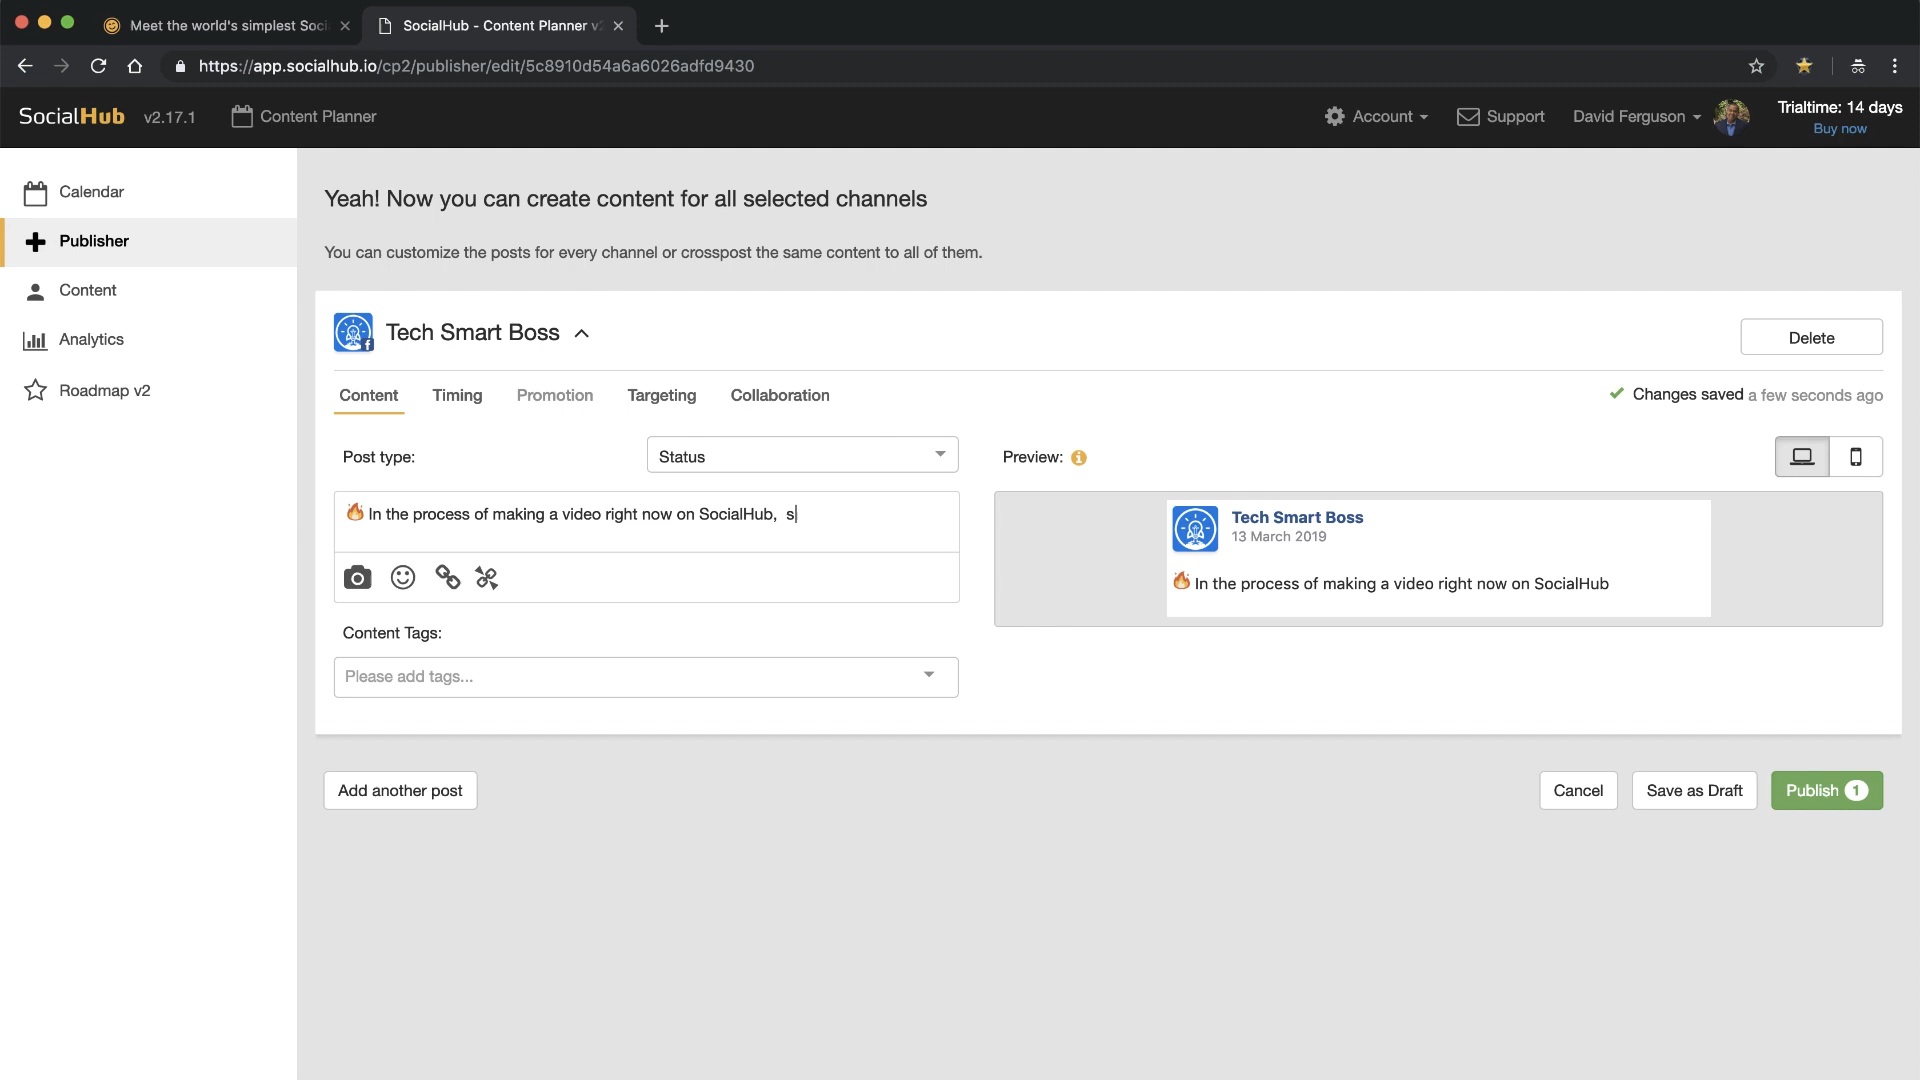 Meet the world's simplest Soci
SocialHub - Content Planner v
https://app.socialhub.io/cp2/publisher/edit/5c8910d54a6a6026adfd9430
SocialHub v2.17.1 Content Planner Account Support David Ferguson Trialtime: 14 days
Buy now
Calendar
Publisher
Content
Analytics
Roadmap v2
Yeah! Now you can create content for all selected channels
You can customize the posts for every channel or crosspost the same content to all of them.
Tech Smart Boss
Delete
Content Timing Promotion Targeting Collaboration
Changes saved a few seconds ago
Post type: Status
🔥 In the process of making a video right now on SocialHub,  s
Content Tags:
Please add tags...
Preview:
Tech Smart Boss
13 March 2019
🔥 In the process of making a video right now on SocialHub
Add another post
Cancel Save as Draft Publish 1